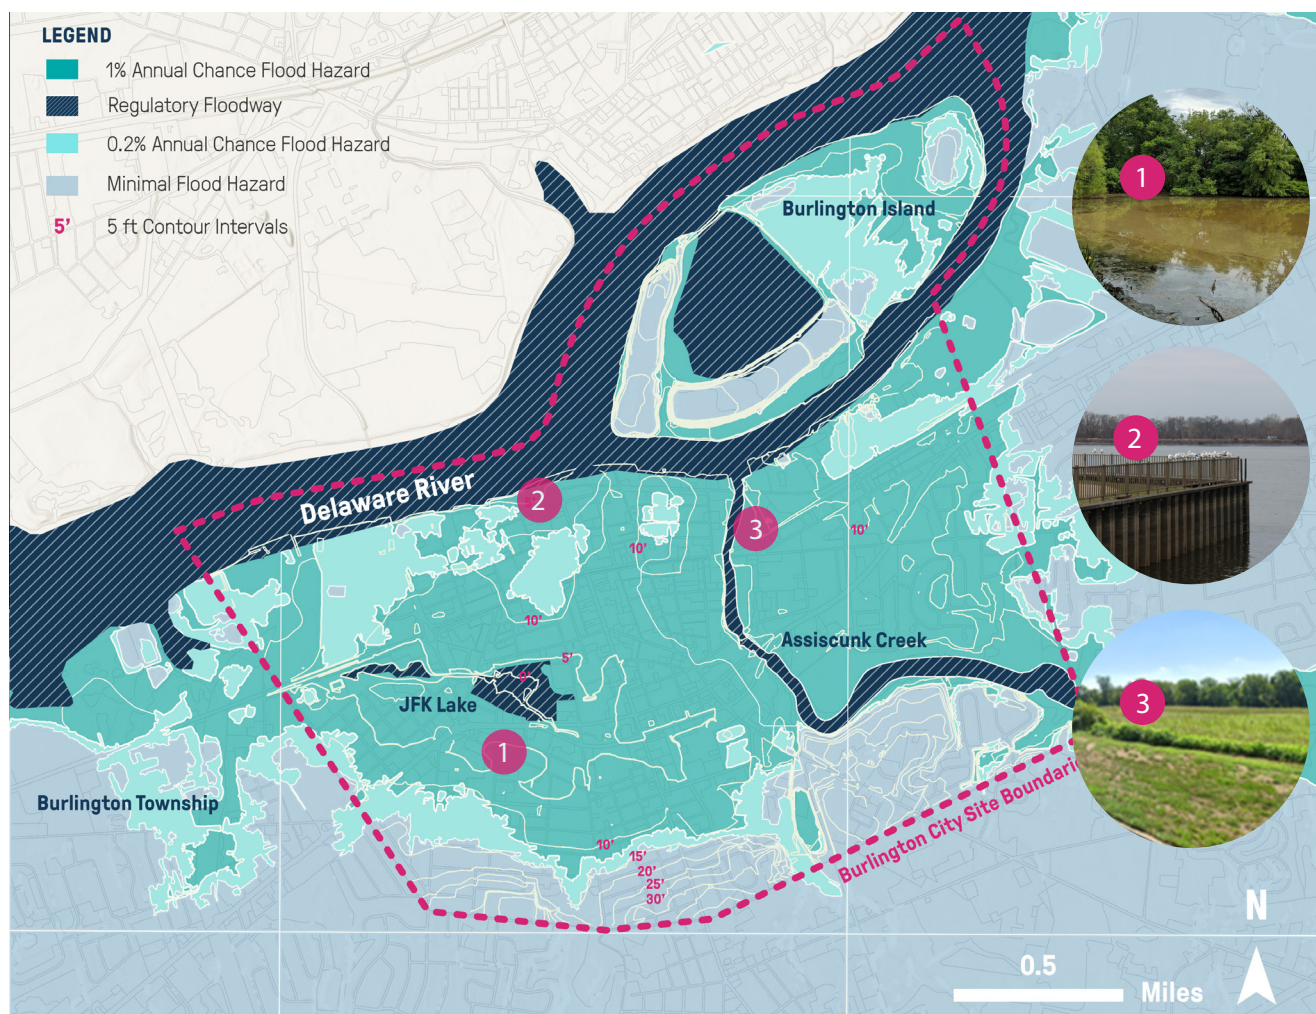 LEGEND
1% Annual Chance Flood Hazard
Regulatory Floodway
0.2% Annual Chance Flood Hazard
Minimal Flood Hazard
5' 5 ft Contour Intervals
1
Burlington Island
2
Delaware River
2
3
10'
10'
10'
Assiscunk Creek
5'
0'
JFK Lake
3
1
Burlington Township
Burlington City Site Boundarie
10'
15'
20'
25'
30'
N
0.5
Miles